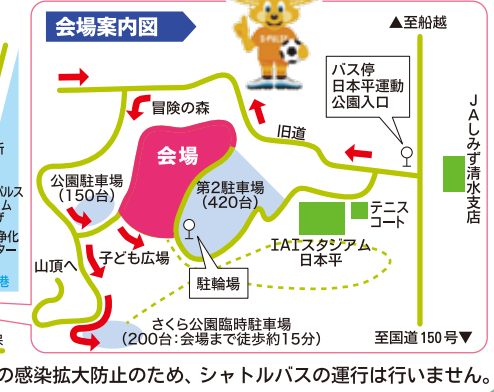 会場案内図
▲至船越
バス停
日本平運動
公園入口
冒険の森
旧道
会場
JAしみず清水支店
公園駐車場
(150台)
第2駐車場
(420台)
テニス
コート
IAIスタジアム
日本平
子ども広場
山頂へ
駐輪場
さくら公園臨時駐車場
(200台:会場まで徒歩約15分)
至国道150号▼
の感染拡大防止のため、シャトルバスの運行は行いません。